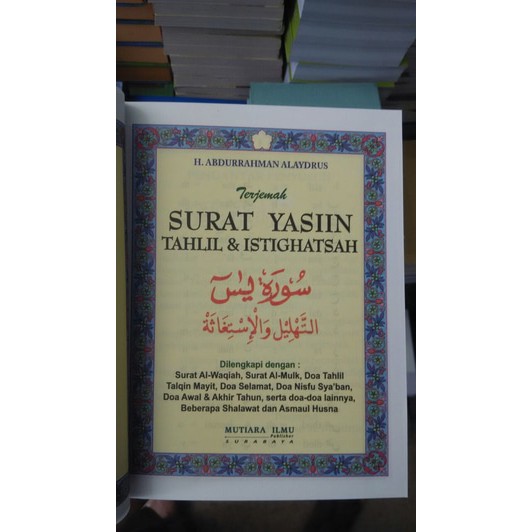 H. ABDURRAHMAN ALAYDRUS
Terjemah
SURAT YASIIN
TAHLIL & ISTIGHATSAH
سُورَة يٰسٓ
التَّهْلِيْل وَالْإِسْتِغَاثَة
Dilengkapi dengan :
Surat Al-Waqiah, Surat Al-Mulk, Doa Tahlil
Talqin Mayit, Doa Selamat, Doa Nisfu Sya'ban,
Doa Awal & Akhir Tahun, serta doa-doa lainnya,
Beberapa Shalawat dan Asmaul Husna
MUTIARA ILMU
Publisher
SURABAYA